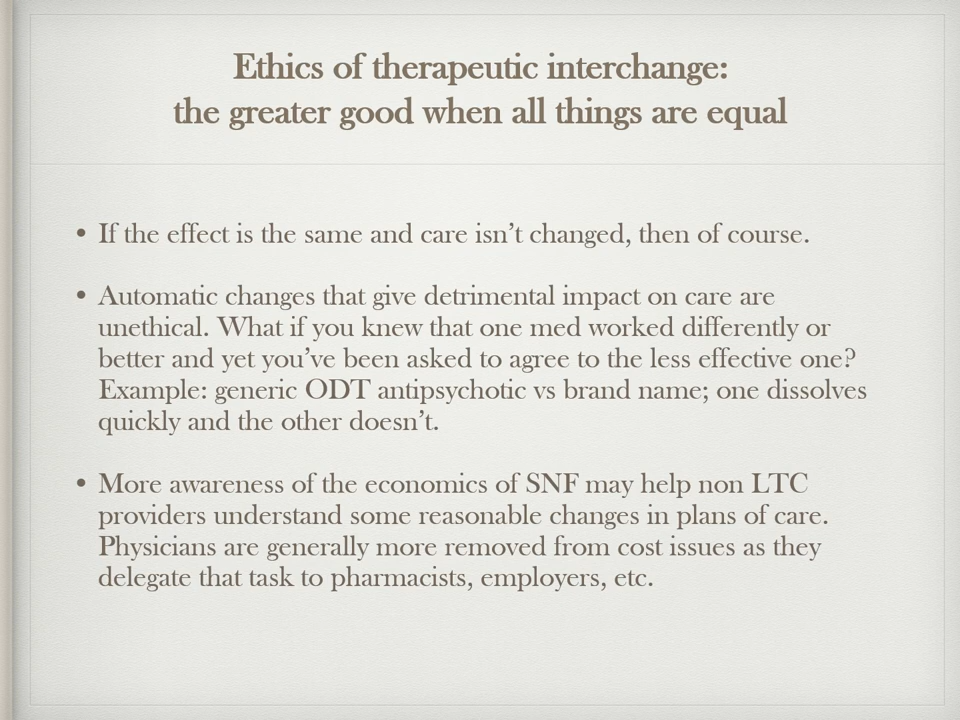 Ethics of therapeutic interchange:
the greater good when all things are equal
• If the effect is the same and care isn’t changed, then of course.
• Automatic changes that give detrimental impact on care are
unethical. What if you knew that one med worked differently or
better and yet you’ve been asked to agree to the less effective one?
Example: generic ODT antipsychotic vs brand name; one dissolves
quickly and the other doesn’t.
• More awareness of the economics of SNF may help non LTC
providers understand some reasonable changes in plans of care.
Physicians are generally more removed from cost issues as they
delegate that task to pharmacists, employers, etc.